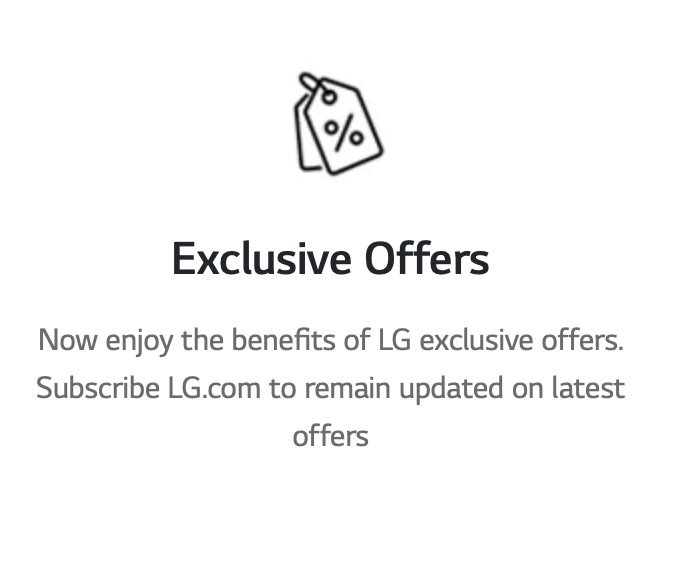 %
Exclusive Offers
Now enjoy the benefits of LG exclusive offers.
Subscribe LG.com to remain updated on latest
offers